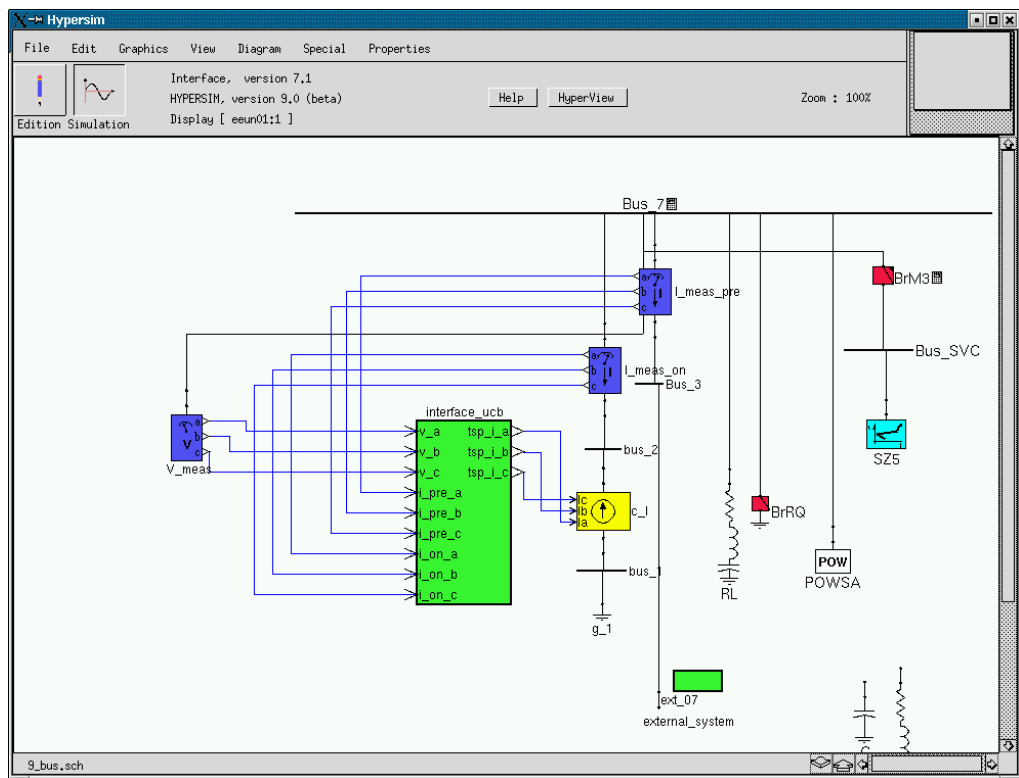 Hypersim
File Edit Graphics View Diagram Special Properties
Interface, version 7.1
HYPERSIM, version 9.0 (beta)
Display [ eeun01:1 ]
Help HyperView
Zoom : 100%
Edition Simulation
Bus_7
a
b
c
I_meas_pre
BrM3
a
b
c
I_meas_on
Bus_SVC
Bus_3
a
b
c
V
V_meas
interface_ucb
v_a tsp_i_a
v_b tsp_i_b
v_c tsp_i_c
i_pre_a
i_pre_b
i_pre_c
i_on_a
i_on_b
i_on_c
bus_2
SZ5
Ic
Ib
Ia
c_I
BrRQ
bus_1
POW
POWSA
RL
g_1
ext_07
external_system
9_bus.sch